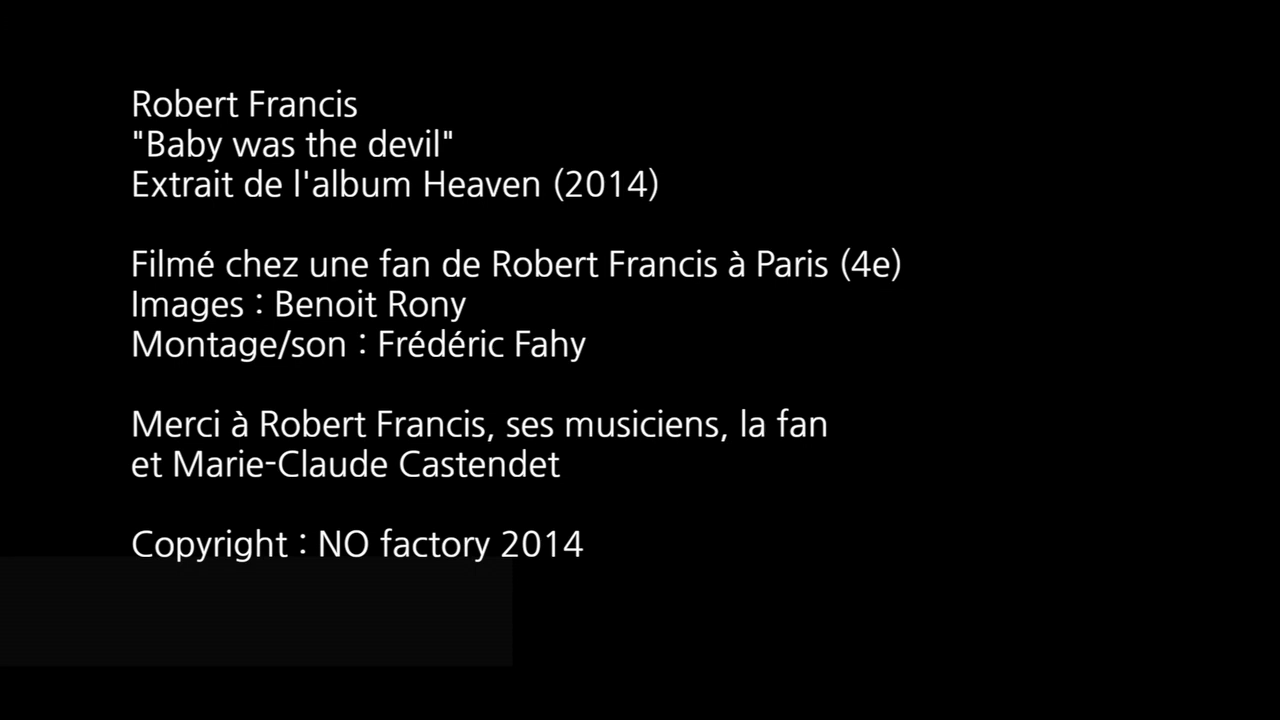 Robert Francis
"Baby was the devil"
Extrait de l'album Heaven (2014)
Filmé chez une fan de Robert Francis à Paris (4e)
Images : Benoit Rony
Montage/son : Frédéric Fahy
Merci à Robert Francis, ses musiciens, la fan
et Marie-Claude Castendet
Copyright : NO factory 2014